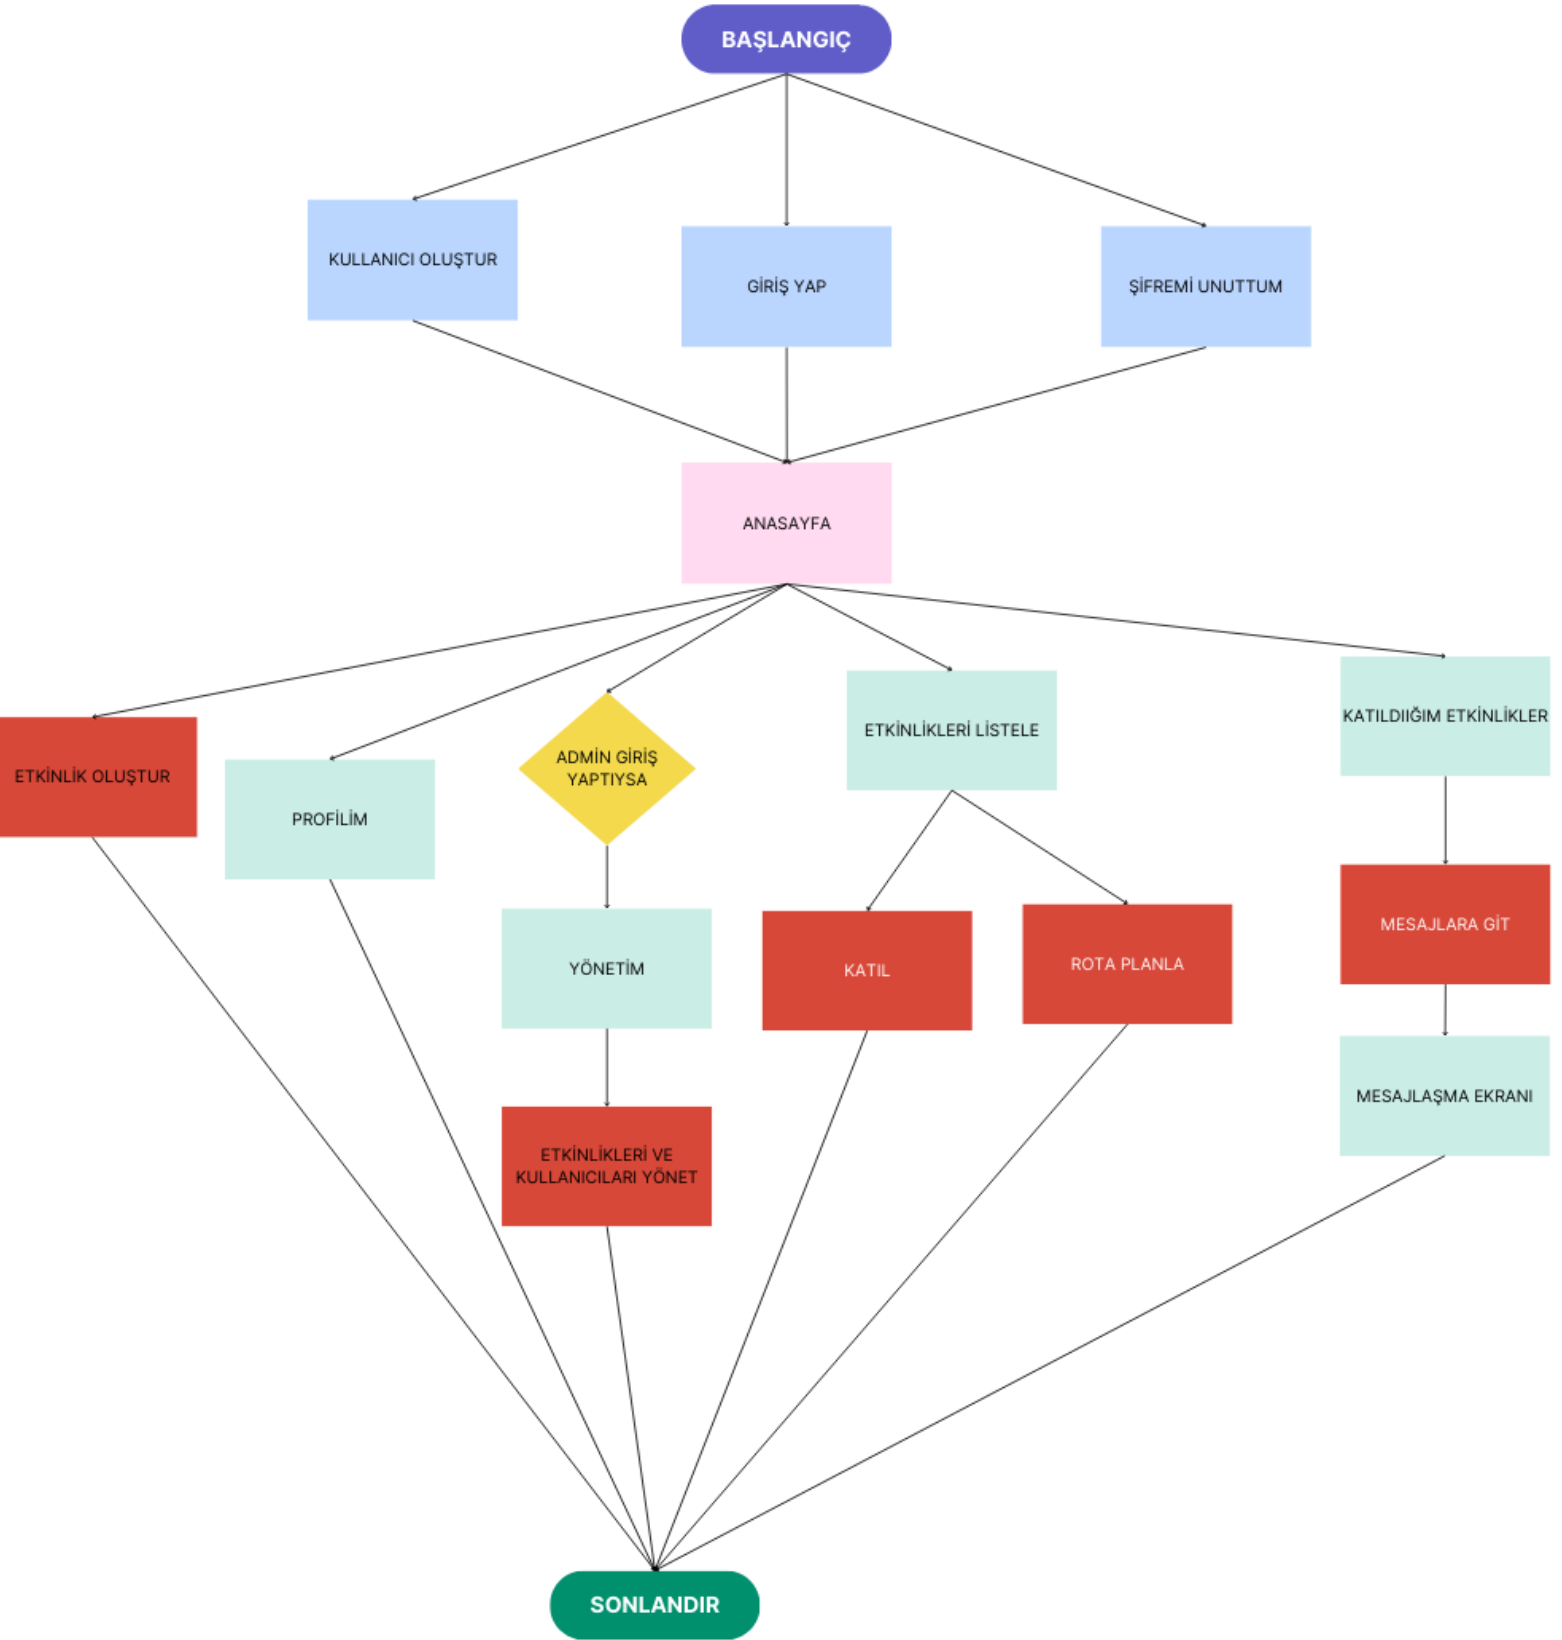 BAŞLANGIÇ
KULLANICI OLUŞTUR
GİRİŞ YAP
ŞİFREMİ UNUTTUM
ANASAYFA
ETKİNLİK OLUŞTUR
PROFİLİM
ADMİN GİRİŞ
YAPTIYSA
ETKİNLİKLERİ LİSTELE
KATILDIIĞIM ETKİNLİKLER
YÖNETİM
KATIL
ROTA PLANLA
MESAJLARA GİT
ETKİNLİKLERİ VE
KULLANICILARI YÖNET
MESAJLAŞMA EKRANI
SONLANDIR